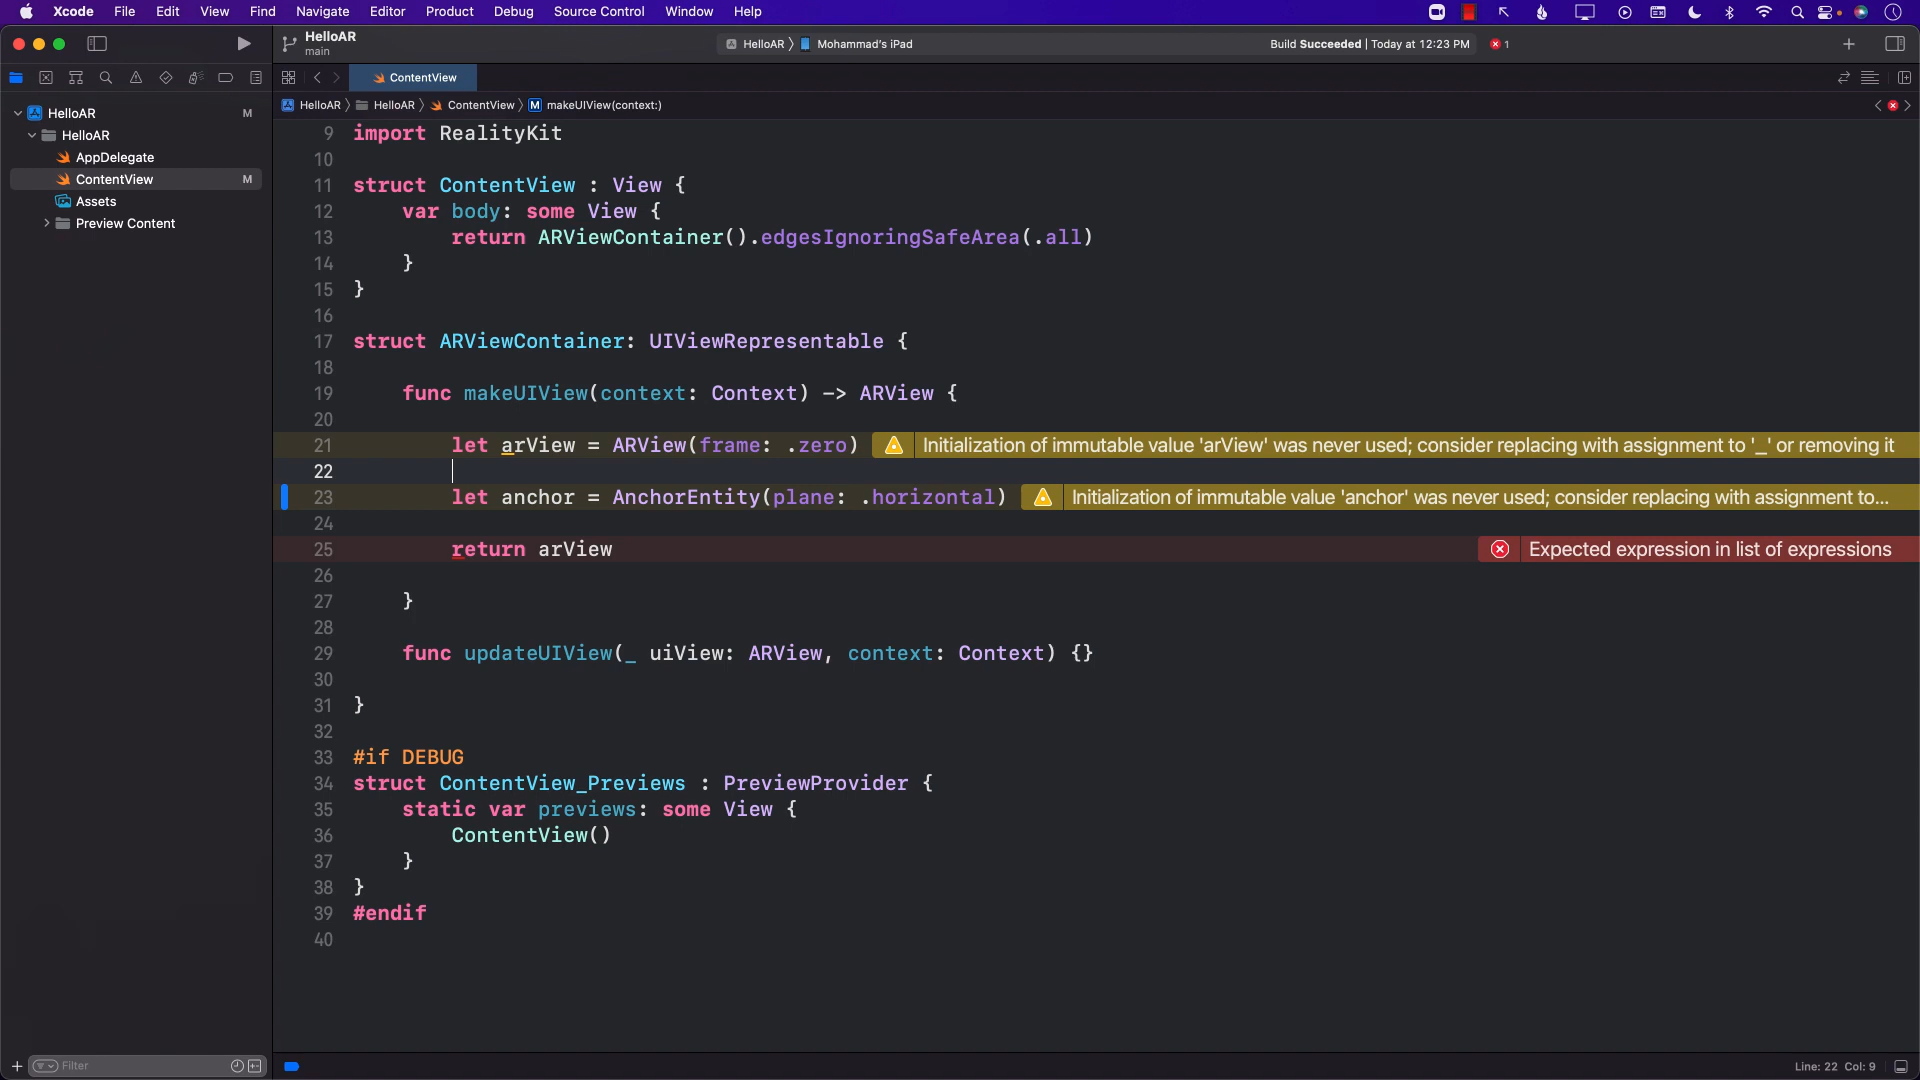 Xcode File Edit View Find Navigate Editor Product Debug Source Control Window Help
HelloAR
main
HelloAR 〉 Mohammad's iPad
Build Succeeded | Today at 12:23 PM
1
ContentView
HelloAR 〉 HelloAR 〉 ContentView 〉 M makeUIView(context:)
HelloAR M
HelloAR
AppDelegate
ContentView M
Assets
Preview Content
9 import RealityKit
10
11 struct ContentView : View {
12 var body: some View {
13 return ARViewContainer().edgesIgnoringSafeArea(.all)
14 }
15 }
16
17 struct ARViewContainer: UIViewRepresentable {
18
19 func makeUIView(context: Context) -> ARView {
20
21 let arView = ARView(frame: .zero) Initialization of immutable value 'arView' was never used; consider replacing with assignment to '_' or removing it
22
23 let anchor = AnchorEntity(plane: .horizontal) Initialization of immutable value 'anchor' was never used; consider replacing with assignment to...
24
25 return arView Expected expression in list of expressions
26
27 }
28
29 func updateUIView(_ uiView: ARView, context: Context) {}
30
31 }
32
33 #if DEBUG
34 struct ContentView_Previews : PreviewProvider {
35 static var previews: some View {
36 ContentView()
37 }
38 }
39 #endif
40
Filter
Line: 22 Col: 9